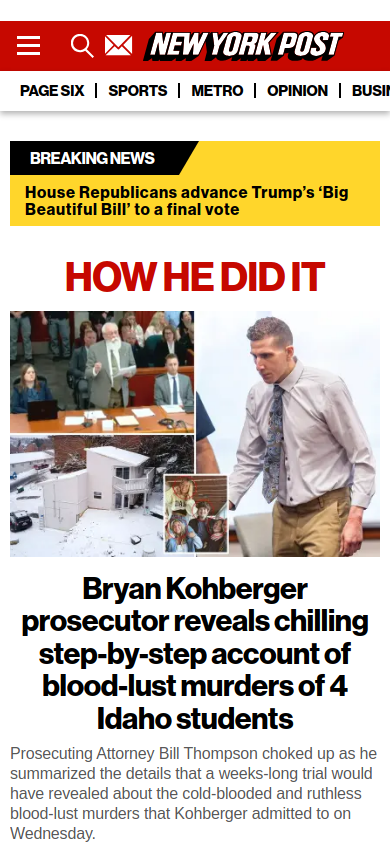 NEW YORK POST
PAGE SIX
SPORTS
METRO
OPINION
BUSI
BREAKING NEWS
House Republicans advance Trump’s ‘Big
Beautiful Bill’ to a final vote
HOW HE DID IT
Bryan Kohberger
prosecutor reveals chilling
step-by-step account of
blood-lust murders of 4
Idaho students
Prosecuting Attorney Bill Thompson choked up as he
summarized the details that a weeks-long trial would
have revealed about the cold-blooded and ruthless
blood-lust murders that Kohberger admitted to on
Wednesday.